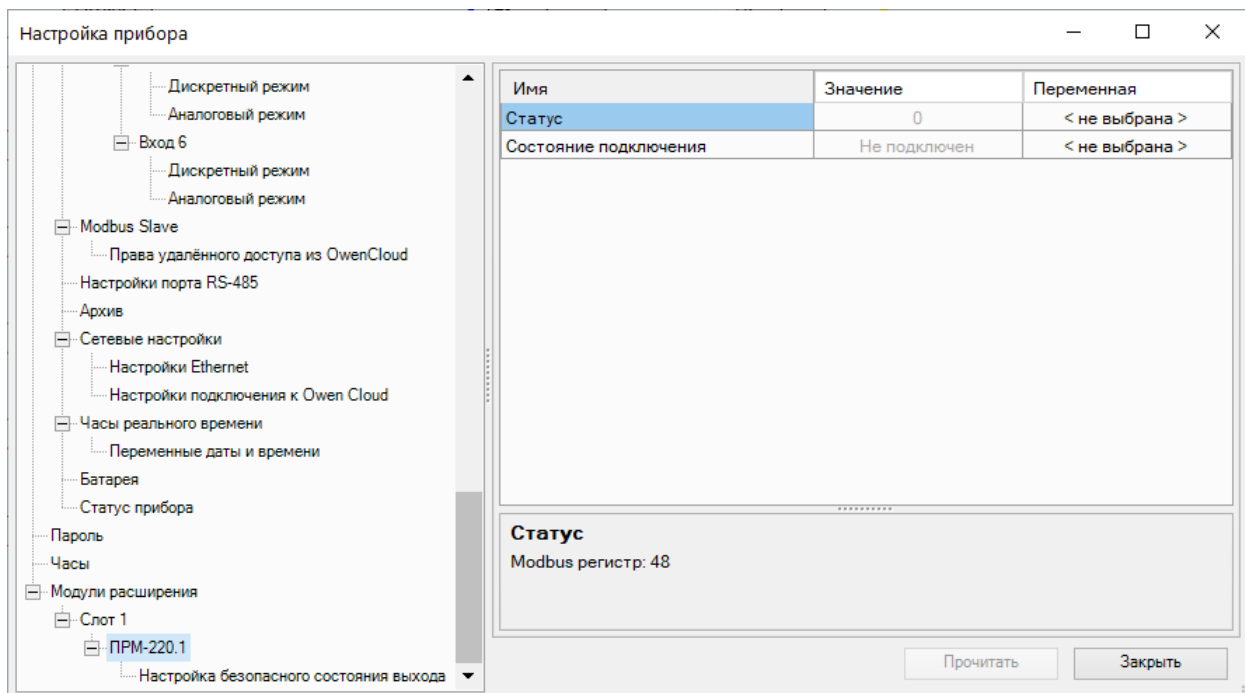 Настройка прибора
Дискретный режим
Аналоговый режим
Вход 6
Дискретный режим
Аналоговый режим
Modbus Slave
Права удалённого доступа из OwenCloud
Настройки порта RS-485
Архив
Сетевые настройки
Настройки Ethernet
Настройки подключения к Owen Cloud
Часы реального времени
Переменные даты и времени
Батарея
Статус прибора
Пароль
Часы
Модули расширения
Слот 1
ПРМ-220.1
Настройка безопасного состояния выхода
Имя Значение Переменная
Статус 0 < не выбрана >
Состояние подключения Не подключен < не выбрана >
Статус
Modbus регистр: 48
Прочитать Закрыть